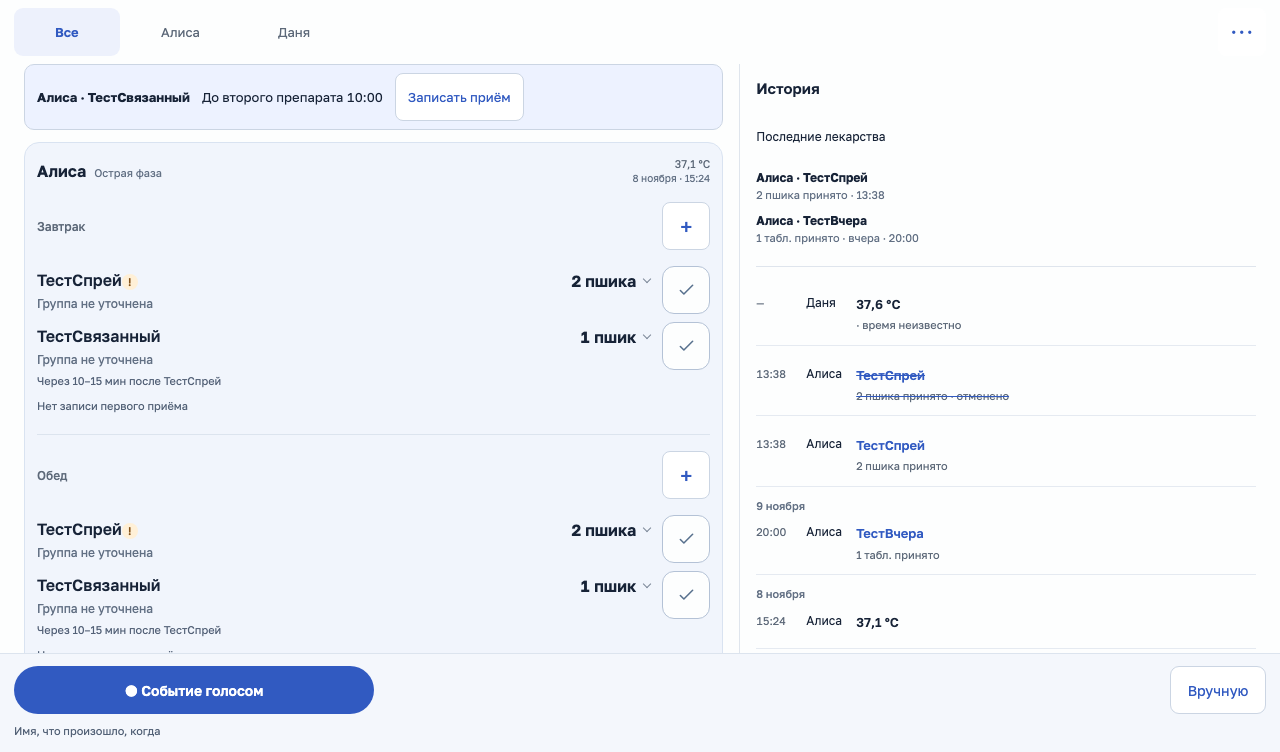 Все
Алиса
Даня
Алиса · ТестСвязанный До второго препарата 10:00 Записать приём
Алиса Острая фаза
37,1 °C
8 ноября · 15:24
Завтрак
+
ТестСпрей ! 2 пшика
Группа не уточнена
ТестСвязанный 1 пшик
Группа не уточнена
Через 10–15 мин после ТестСпрей
Нет записи первого приёма
Обед
+
ТестСпрей ! 2 пшика
Группа не уточнена
ТестСвязанный 1 пшик
Группа не уточнена
Через 10–15 мин после ТестСпрей
История
Последние лекарства
Алиса · ТестСпрей
2 пшика принято · 13:38
Алиса · ТестВчера
1 табл. принято · вчера · 20:00
– Даня 37,6 °C
· время неизвестно
13:38 Алиса ТестСпрей
2 пшика принято · отменено
13:38 Алиса ТестСпрей
2 пшика принято
9 ноября
20:00 Алиса ТестВчера
1 табл. принято
8 ноября
15:24 Алиса 37,1 °C
Событие голосом
Вручную
Имя, что произошло, когда